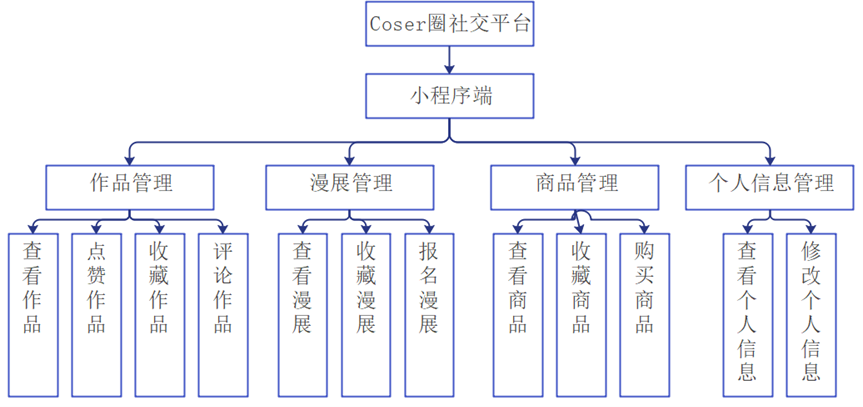 Coser圈社交平台
小程序端
作品管理
漫展管理
商品管理
个人信息管理
查看作品
点赞作品
收藏作品
评论作品
查看漫展
收藏漫展
报名漫展
查看商品
收藏商品
购买商品
查看个人信息
修改个人信息